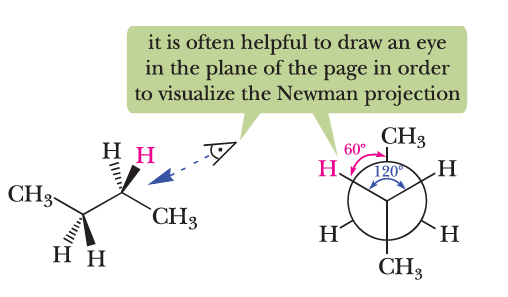 it is often helpful to draw an eye
in the plane of the page in order
to visualize the Newman projection
H H
CH3
CH3
H H
CH3
60°
H 120° H
H H
CH3